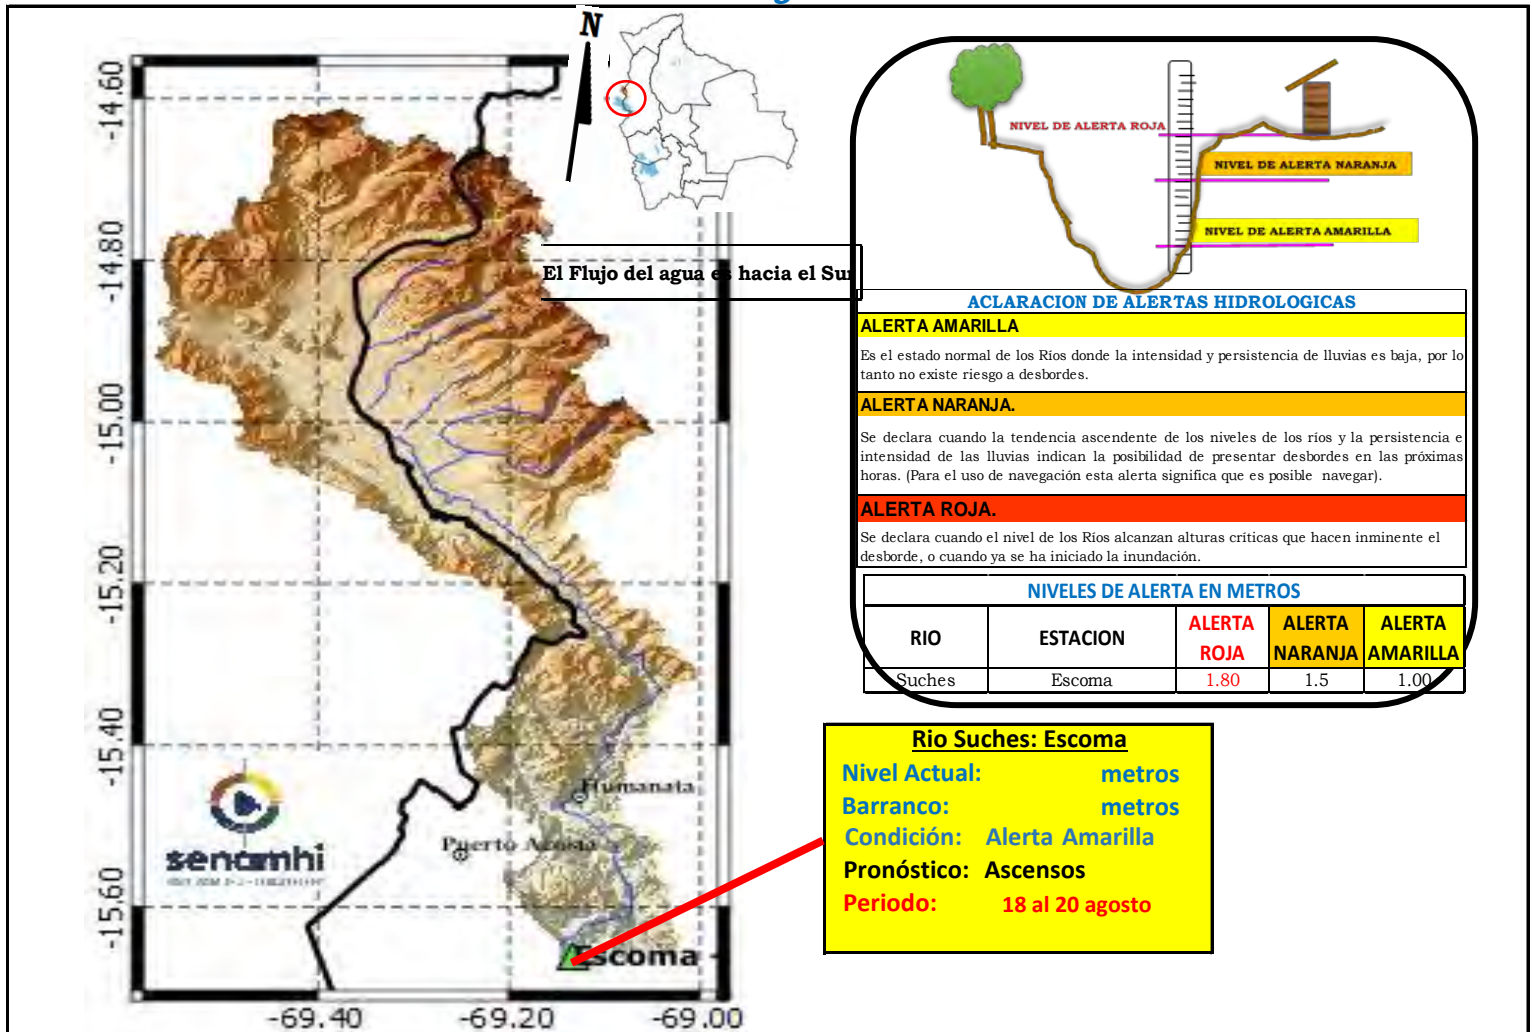 N
El Flujo del agua es hacia el Sur
-14.60
-14.80
-15.00
-15.20
-15.40
-15.60
-69.40
-69.20
-69.00
Humanata
Puerto Acosta
Escoma
senamhi
NIVEL DE ALERTA ROJA
NIVEL DE ALERTA NARANJA
NIVEL DE ALERTA AMARILLA
ACLARACION DE ALERTAS HIDROLOGICAS
ALERTA AMARILLA
Es el estado normal de los Ríos donde la intensidad y persistencia de lluvias es baja, por lo
tanto no existe riesgo a desbordes.
ALERTA NARANJA.
Se declara cuando la tendencia ascendente de los niveles de los ríos y la persistencia e
intensidad de las lluvias indican la posibilidad de presentar desbordes en las próximas
horas. (Para el uso de navegación esta alerta significa que es posible navegar).
ALERTA ROJA.
Se declara cuando el nivel de los Ríos alcanzan alturas críticas que hacen inminente el
desborde, o cuando ya se ha iniciado la inundación.
NIVELES DE ALERTA EN METROS
RIO ESTACION ALERTA ROJA ALERTA NARANJA ALERTA AMARILLA
Suches Escoma 1.80 1.5 1.00
Rio Suches: Escoma
Nivel Actual: metros
Barranco: metros
Condición: Alerta Amarilla
Pronóstico: Ascensos
Periodo: 18 al 20 agosto